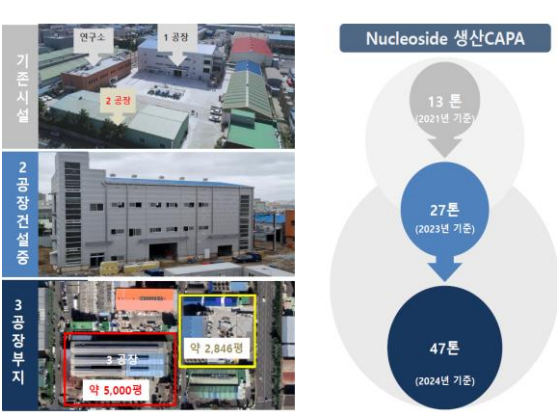 기존시설
연구소
1 공장
2 공장
2공장건설중
3공장부지
3 공장
약 5,000평
약 2,846평
Nucleoside 생산CAPA
13 톤
(2021년 기준)
27톤
(2023년 기준)
47톤
(2024년 기준)